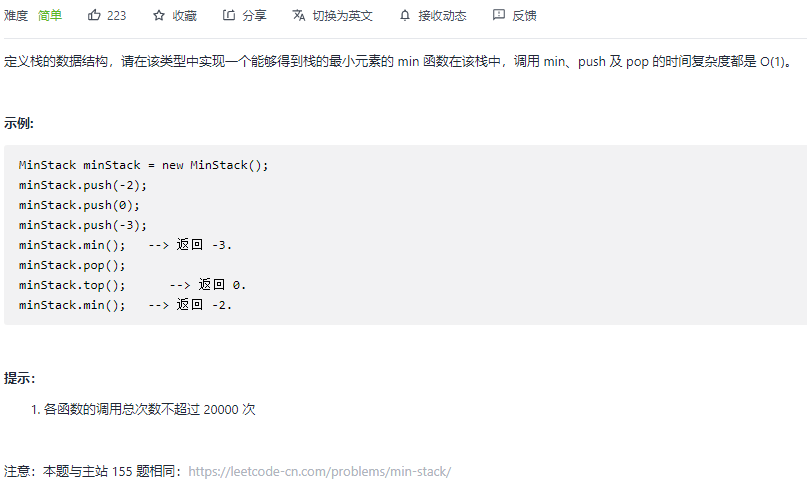 难度 简单 223 收藏 分享 切换为英文 接收动态 反馈
定义栈的数据结构，请在该类型中实现一个能够得到栈的最小元素的 min 函数在该栈中，调用 min、push 及 pop 的时间复杂度都是 O(1)。
示例:
MinStack minStack = new MinStack();
minStack.push(-2);
minStack.push(0);
minStack.push(-3);
minStack.min();   --> 返回 -3.
minStack.pop();
minStack.top();      --> 返回 0.
minStack.min();   --> 返回 -2.
提示：
1. 各函数的调用总次数不超过 20000 次
注意：本题与主站 155 题相同：https://leetcode-cn.com/problems/min-stack/